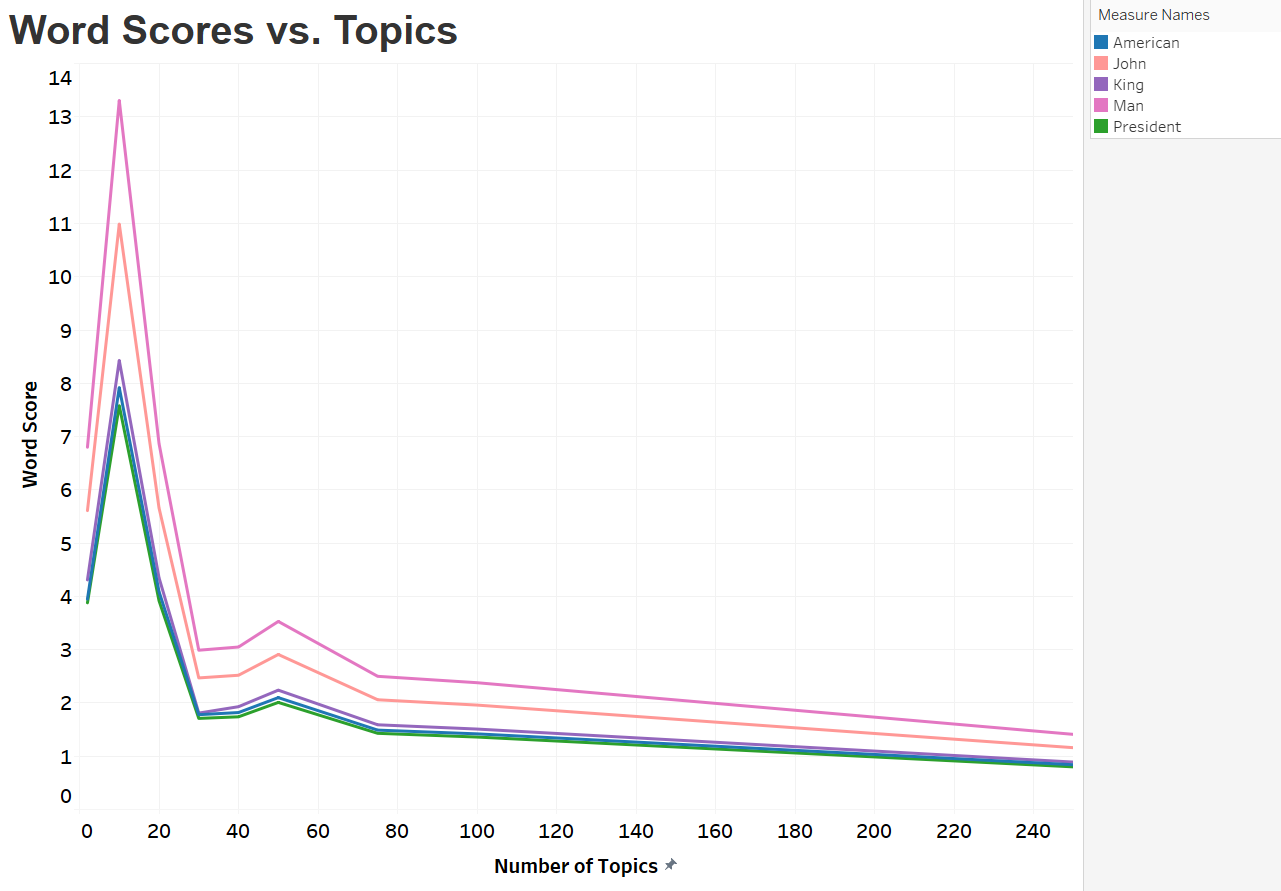 Word Scores vs. Topics
Measure Names
American
John
King
Man
President
14
13
12
11
10
9
8
7
6
5
4
3
2
1
0
Word Score
0 20 40 60 80 100 120 140 160 180 200 220 240
Number of Topics